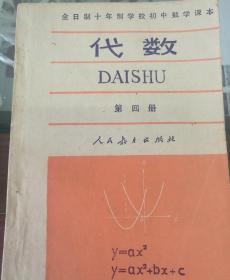 全日制十年制学校初中数学课本
代数
DAISHU
第四册
人民教育出版社
y=ax²
y=ax²+bx+c